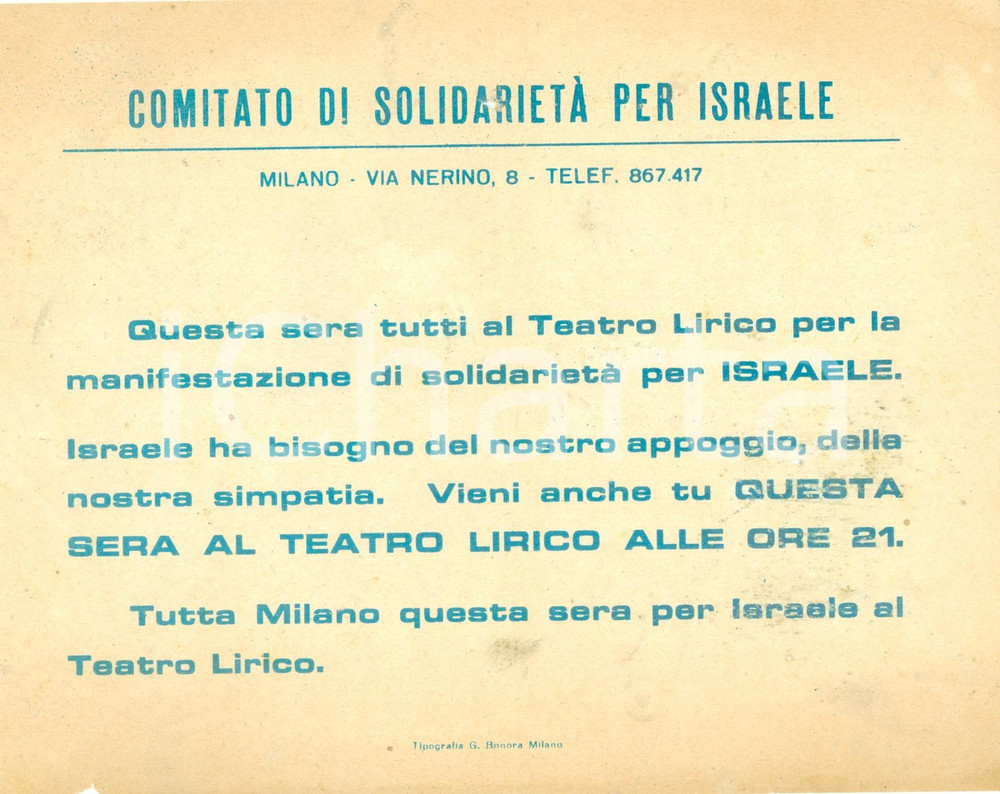 COMITATO DI SOLIDARIETÀ PER ISRAELE
MILANO - VIA NERINO, 8 - TELEF. 867.417
Questa sera tutti al Teatro Lirico per la
manifestazione di solidarietà per ISRAELE.
Israele ha bisogno del nostro appoggio, della
nostra simpatia. Vieni anche tu QUESTA
SERA AL TEATRO LIRICO ALLE ORE 21.
Tutta Milano questa sera per Israele al
Teatro Lirico.
Tipografia G. Bonora Milano
iCharta